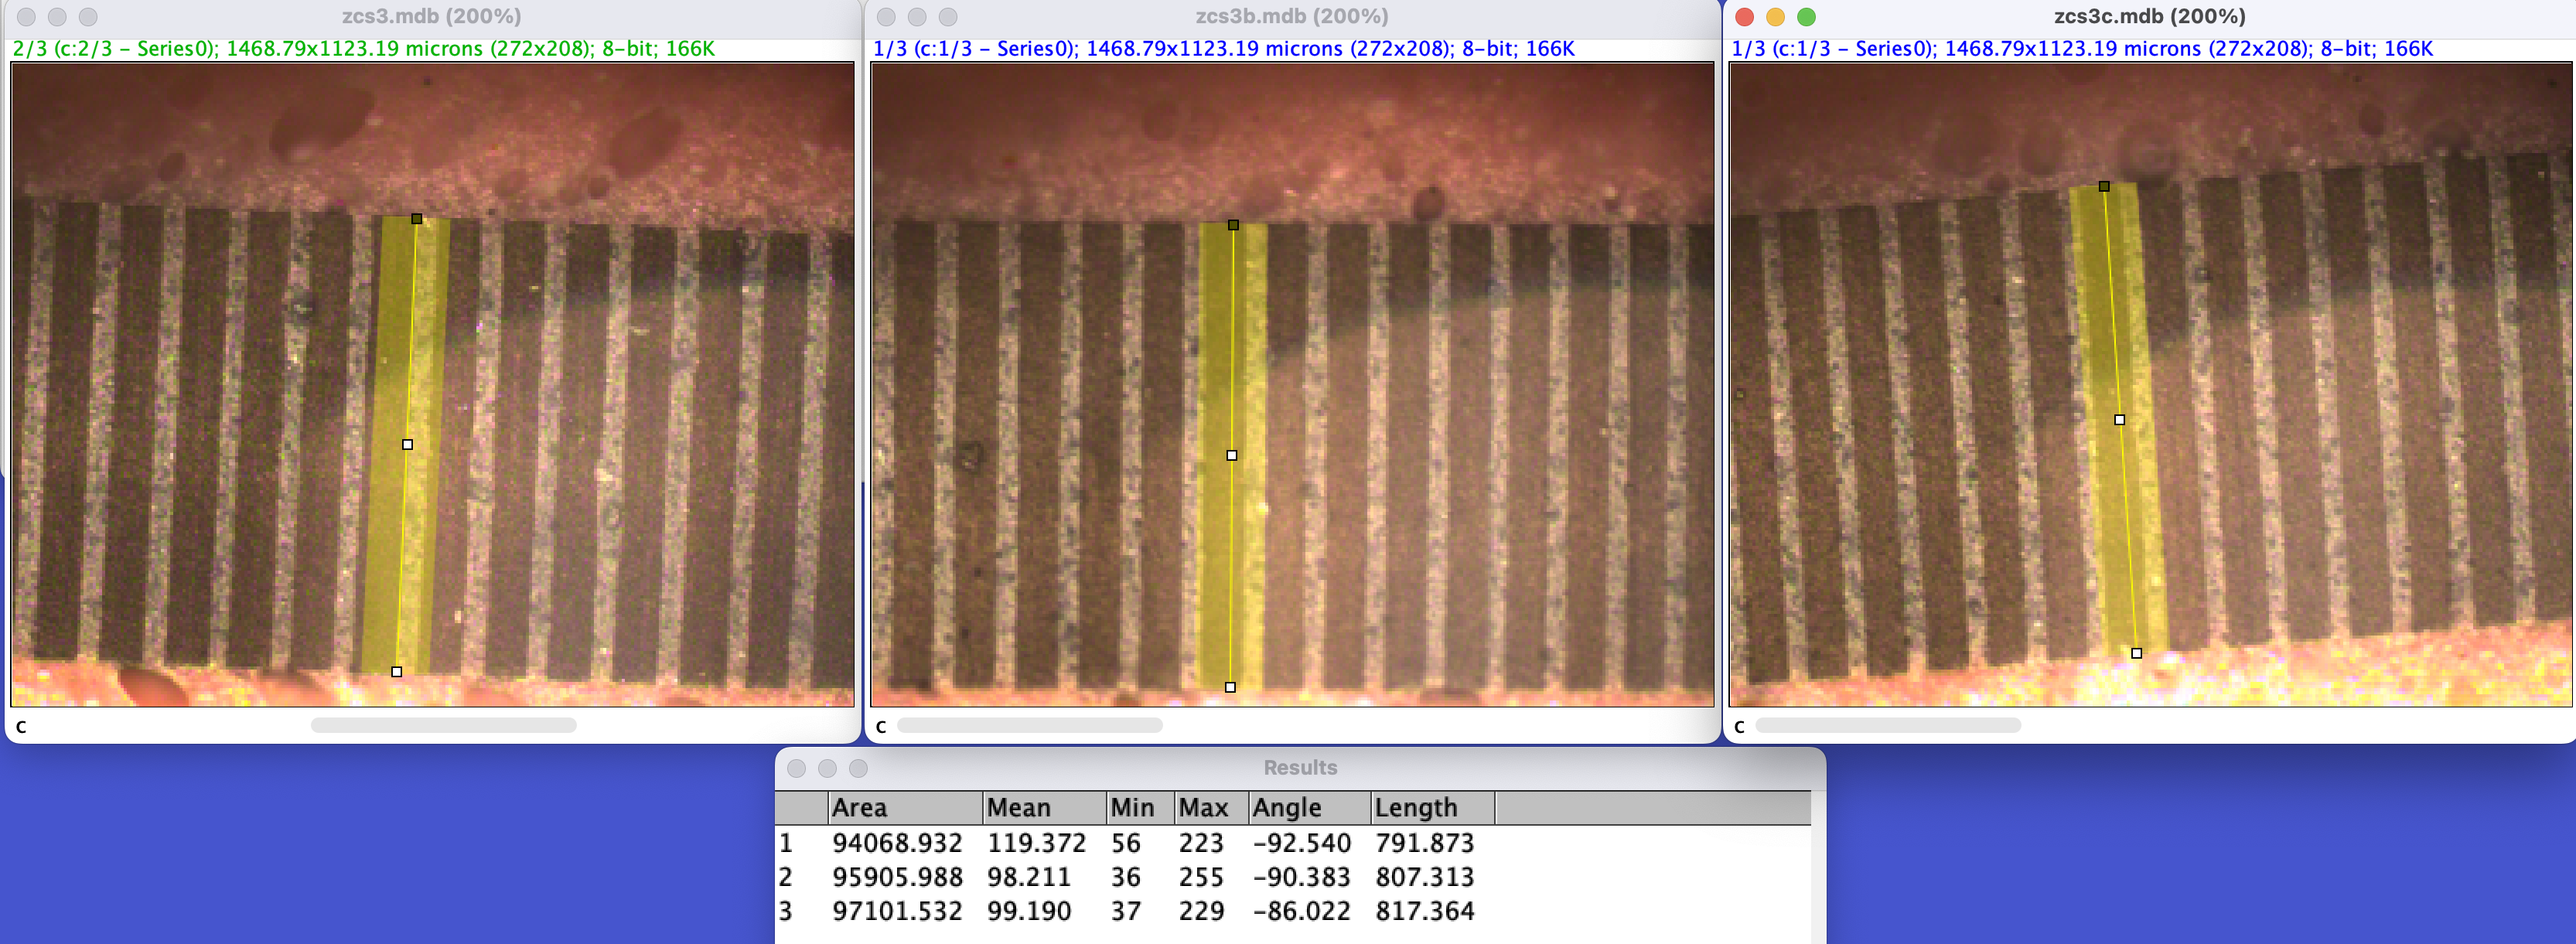 zcs3.mdb (200%)
2/3 (c:2/3 - Series0); 1468.79x1123.19 microns (272x208); 8-bit; 166K
c
zcs3b.mdb (200%)
1/3 (c:1/3 - Series0); 1468.79x1123.19 microns (272x208); 8-bit; 166K
c
zcs3c.mdb (200%)
1/3 (c:1/3 - Series0); 1468.79x1123.19 microns (272x208); 8-bit; 166K
c
Results
Area Mean Min Max Angle Length
1 94068.932 119.372 56 223 -92.540 791.873
2 95905.988 98.211 36 255 -90.383 807.313
3 97101.532 99.190 37 229 -86.022 817.364